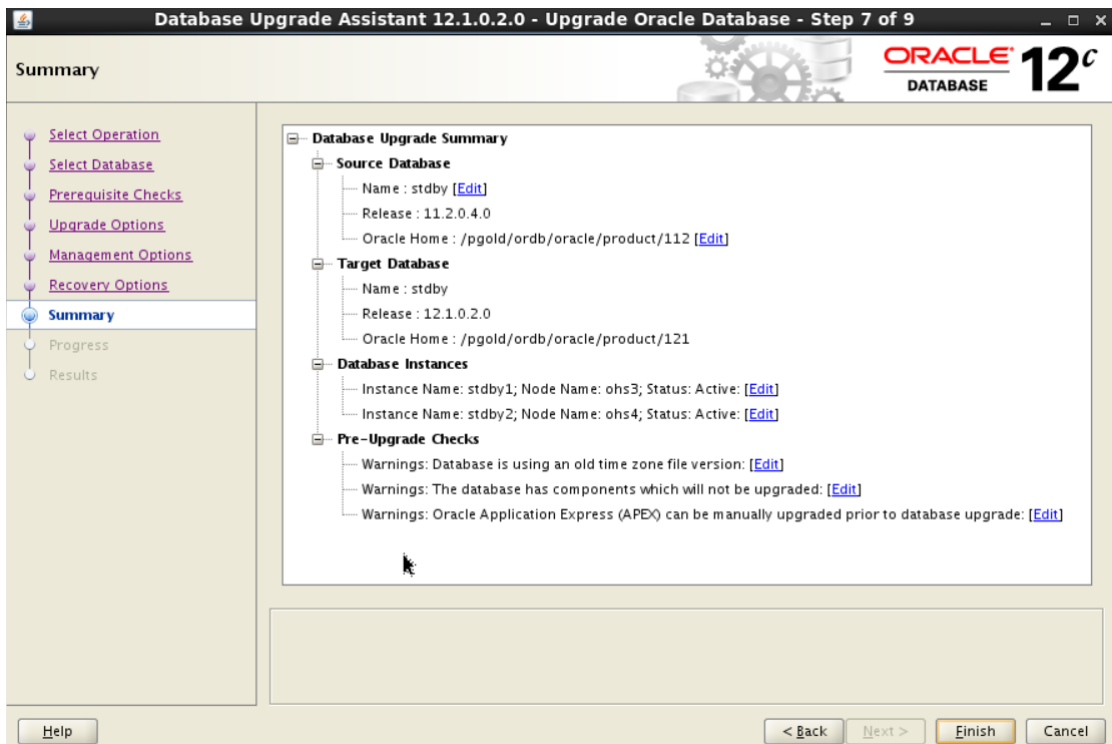 Database Upgrade Assistant 12.1.0.2.0 - Upgrade Oracle Database - Step 7 of 9
Summary
ORACLE
DATABASE
12c
Select Operation
Select Database
Prerequisite Checks
Upgrade Options
Management Options
Recovery Options
Summary
Progress
Results
Database Upgrade Summary
Source Database
Name : stdby [Edit]
Release : 11.2.0.4.0
Oracle Home : /pgold/ordb/oracle/product/112 [Edit]
Target Database
Name : stdby
Release : 12.1.0.2.0
Oracle Home : /pgold/ordb/oracle/product/121
Database Instances
Instance Name: stdby1; Node Name: ohs3; Status: Active: [Edit]
Instance Name: stdby2; Node Name: ohs4; Status: Active: [Edit]
Pre-Upgrade Checks
Warnings: Database is using an old time zone file version: [Edit]
Warnings: The database has components which will not be upgraded: [Edit]
Warnings: Oracle Application Express (APEX) can be manually upgraded prior to database upgrade: [Edit]
Help
< Back
Next >
Finish
Cancel